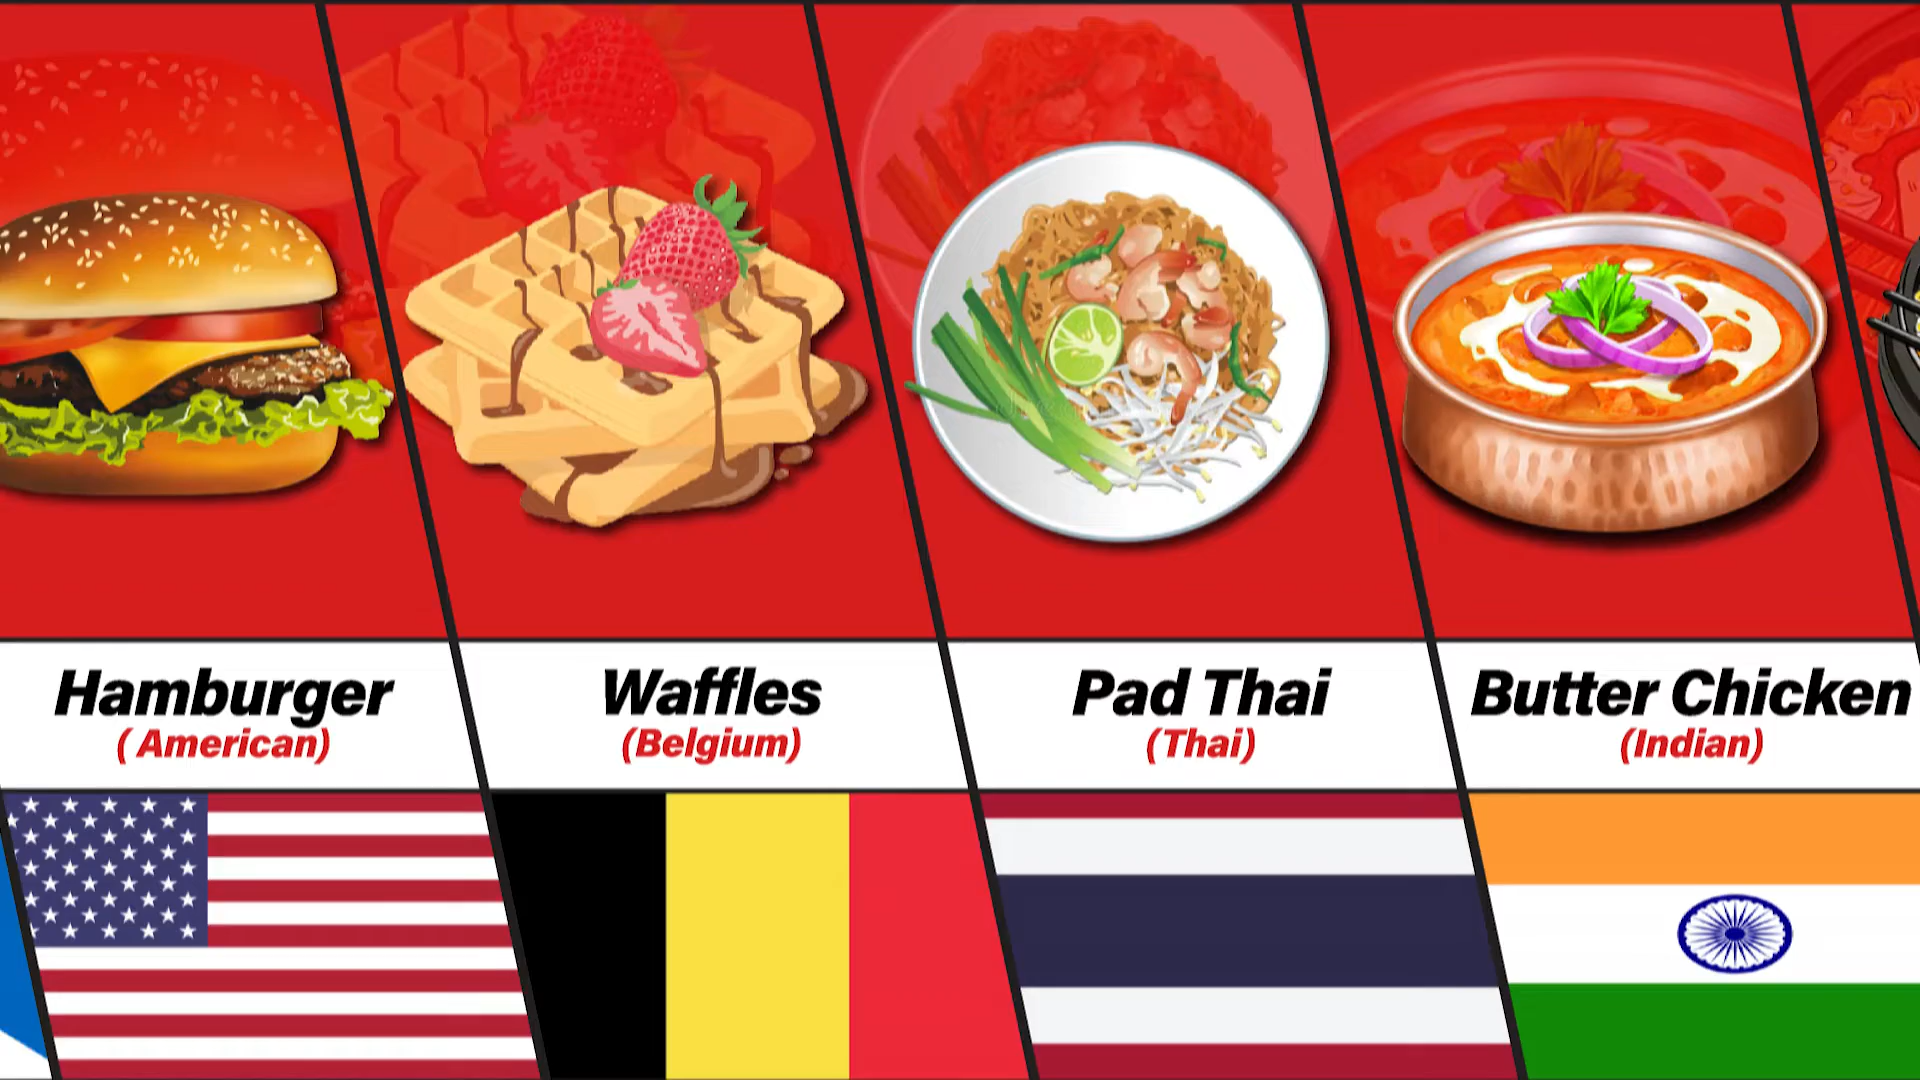 Hamburger
( American)
Waffles
(Belgium)
Pad Thai
(Thai)
Butter Chicken
(Indian)